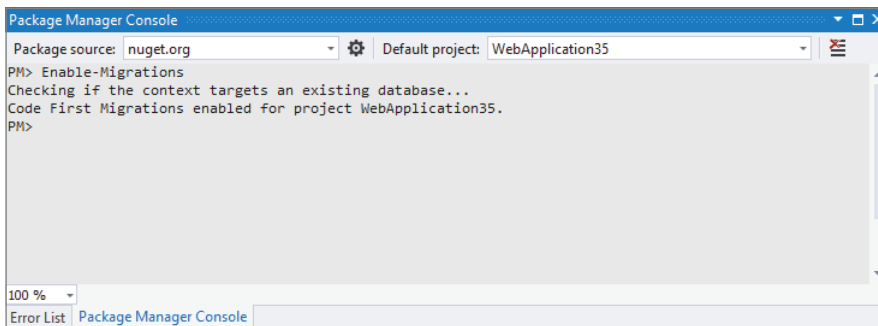 Package Manager Console
Package source: nuget.org Default project: WebApplication35
PM> Enable-Migrations
Checking if the context targets an existing database...
Code First Migrations enabled for project WebApplication35.
PM>
100 %
Error List Package Manager Console